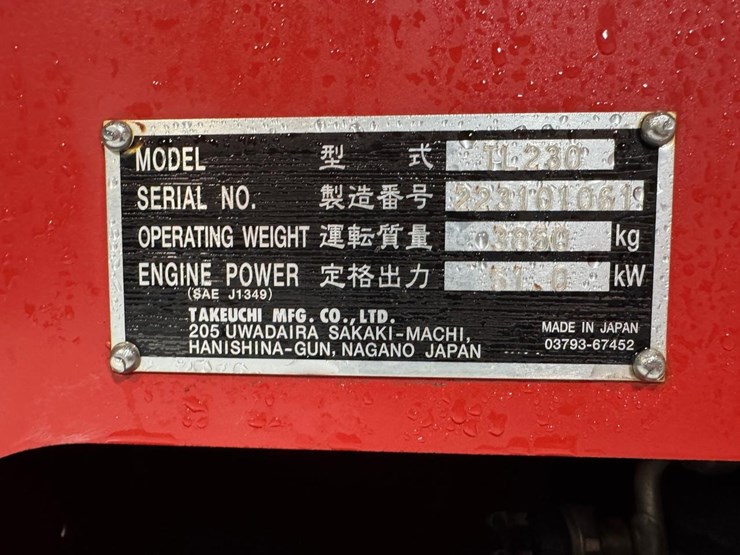 MODEL 型 式 TL230
SERIAL NO. 製造番号 223101061
OPERATING WEIGHT 運転質量 kg
ENGINE POWER 定格出力 kW
(SAE J1349)
TAKEUCHI MFG. CO., LTD.
205 UWADAIRA SAKAKI-MACHI,
HANISHINA-GUN, NAGANO JAPAN
MADE IN JAPAN
03793-67452